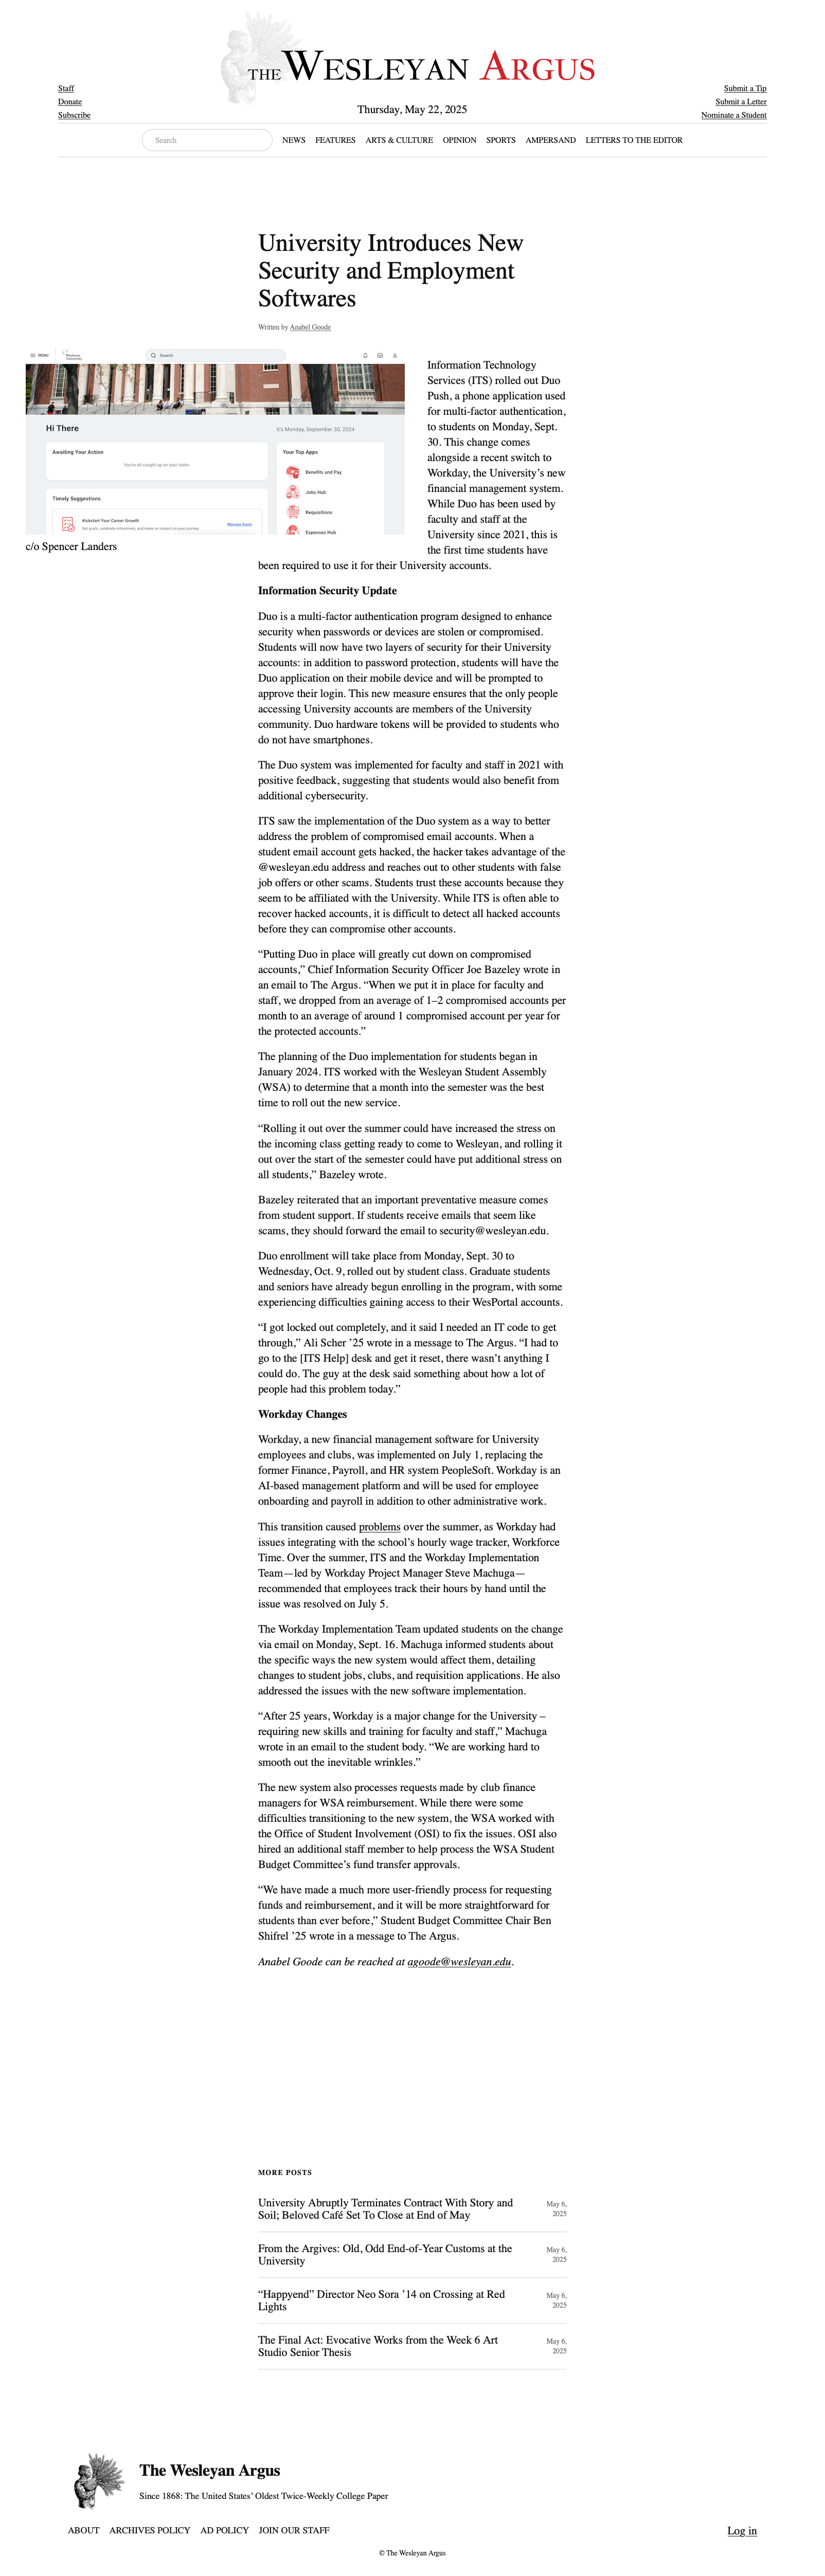 THE WESLEYAN ARGUS
Staff
Donate
Subscribe
Thursday, May 22, 2025
Submit a Tip
Submit a Letter
Nominate a Student
Search
NEWS FEATURES ARTS & CULTURE OPINION SPORTS AMPERSAND LETTERS TO THE EDITOR
University Introduces New
Security and Employment
Softwares
Written by Anabel Goode
MENU
Wesleyan
University
Search
Hi There
It's Monday, September 30, 2024
Awaiting Your Action
You're all caught up on your tasks
Timely Suggestions
Kickstart Your Career Growth
Set goals, celebrate milestones, and make an impact on your journey
Manage Goals
Your Top Apps
Benefits and Pay
Jobs Hub
Requisitions
Expenses Hub
c/o Spencer Landers
Information Technology
Services (ITS) rolled out Duo
Push, a phone application used
for multi-factor authentication,
to students on Monday, Sept.
30. This change comes
alongside a recent switch to
Workday, the University’s new
financial management system.
While Duo has been used by
faculty and staff at the
University since 2021, this is
the first time students have
been required to use it for their University accounts.
Information Security Update
Duo is a multi-factor authentication program designed to enhance
security when passwords or devices are stolen or compromised.
Students will now have two layers of security for their University
accounts: in addition to password protection, students will have the
Duo application on their mobile device and will be prompted to
approve their login. This new measure ensures that the only people
accessing University accounts are members of the University
community. Duo hardware tokens will be provided to students who
do not have smartphones.
The Duo system was implemented for faculty and staff in 2021 with
positive feedback, suggesting that students would also benefit from
additional cybersecurity.
ITS saw the implementation of the Duo system as a way to better
address the problem of compromised email accounts. When a
student email account gets hacked, the hacker takes advantage of the
@wesleyan.edu address and reaches out to other students with false
job offers or other scams. Students trust these accounts because they
seem to be affiliated with the University. While ITS is often able to
recover hacked accounts, it is difficult to detect all hacked accounts
before they can compromise other accounts.
“Putting Duo in place will greatly cut down on compromised
accounts,” Chief Information Security Officer Joe Bazeley wrote in
an email to The Argus. “When we put it in place for faculty and
staff, we dropped from an average of 1–2 compromised accounts per
month to an average of around 1 compromised account per year for
the protected accounts.”
The planning of the Duo implementation for students began in
January 2024. ITS worked with the Wesleyan Student Assembly
(WSA) to determine that a month into the semester was the best
time to roll out the new service.
“Rolling it out over the summer could have increased the stress on
the incoming class getting ready to come to Wesleyan, and rolling it
out over the start of the semester could have put additional stress on
all students,” Bazeley wrote.
Bazeley reiterated that an important preventative measure comes
from student support. If students receive emails that seem like
scams, they should forward the email to security@wesleyan.edu.
Duo enrollment will take place from Monday, Sept. 30 to
Wednesday, Oct. 9, rolled out by student class. Graduate students
and seniors have already begun enrolling in the program, with some
experiencing difficulties gaining access to their WesPortal accounts.
“I got locked out completely, and it said I needed an IT code to get
through,” Ali Scher ’25 wrote in a message to The Argus. “I had to
go to the [ITS Help] desk and get it reset, there wasn’t anything I
could do. The guy at the desk said something about how a lot of
people had this problem today.”
Workday Changes
Workday, a new financial management software for University
employees and clubs, was implemented on July 1, replacing the
former Finance, Payroll, and HR system PeopleSoft. Workday is an
AI-based management platform and will be used for employee
onboarding and payroll in addition to other administrative work.
This transition caused problems over the summer, as Workday had
issues integrating with the school’s hourly wage tracker, Workforce
Time. Over the summer, ITS and the Workday Implementation
Team—led by Workday Project Manager Steve Machuga—
recommended that employees track their hours by hand until the
issue was resolved on July 5.
The Workday Implementation Team updated students on the change
via email on Monday, Sept. 16. Machuga informed students about
the specific ways the new system would affect them, detailing
changes to student jobs, clubs, and requisition applications. He also
addressed the issues with the new software implementation.
“After 25 years, Workday is a major change for the University –
requiring new skills and training for faculty and staff,” Machuga
wrote in an email to the student body. “We are working hard to
smooth out the inevitable wrinkles.”
The new system also processes requests made by club finance
managers for WSA reimbursement. While there were some
difficulties transitioning to the new system, the WSA worked with
the Office of Student Involvement (OSI) to fix the issues. OSI also
hired an additional staff member to help process the WSA Student
Budget Committee’s fund transfer approvals.
“We have made a much more user-friendly process for requesting
funds and reimbursement, and it will be more straightforward for
students than ever before,” Student Budget Committee Chair Ben
Shifrel ’25 wrote in a message to The Argus.
Anabel Goode can be reached at agoode@wesleyan.edu.
MORE POSTS
University Abruptly Terminates Contract With Story and
Soil; Beloved Café Set To Close at End of May
May 6,
2025
From the Argives: Old, Odd End-of-Year Customs at the
University
May 6,
2025
“Happyend” Director Neo Sora ’14 on Crossing at Red
Lights
May 6,
2025
The Final Act: Evocative Works from the Week 6 Art
Studio Senior Thesis
May 6,
2025
The Wesleyan Argus
Since 1868: The United States’ Oldest Twice-Weekly College Paper
ABOUT ARCHIVES POLICY AD POLICY JOIN OUR STAFF
Log in
© The Wesleyan Argus